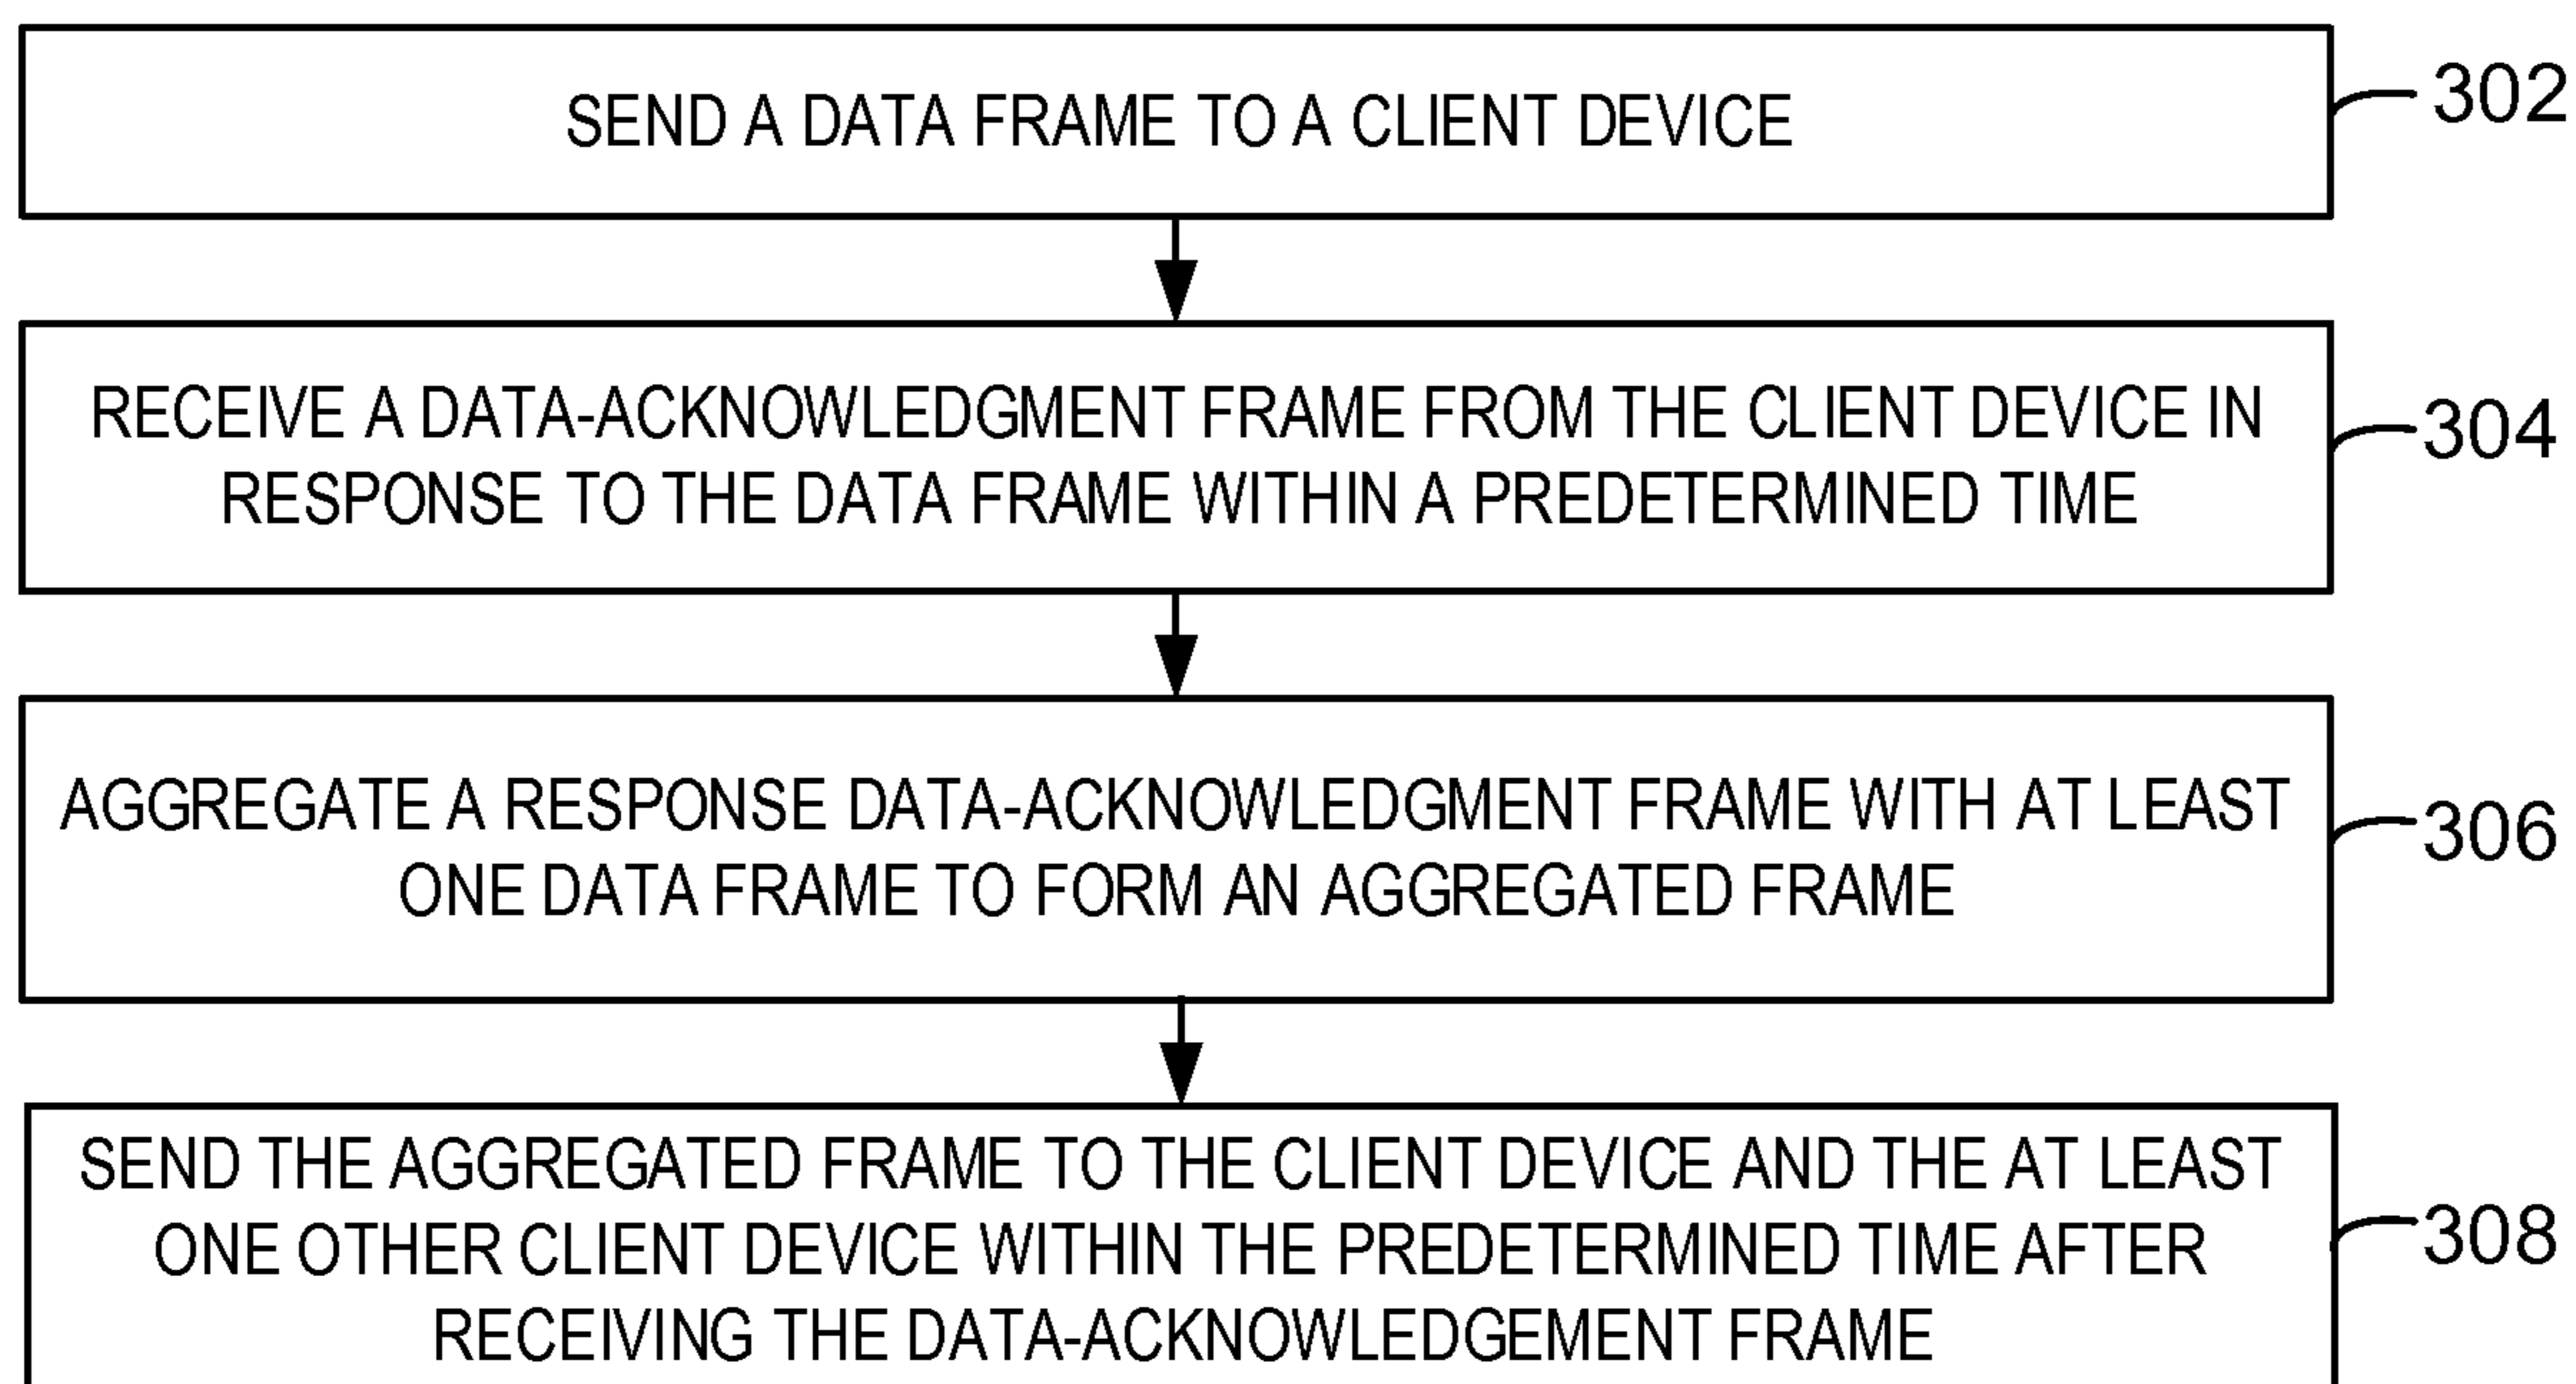 SEND A DATA FRAME TO A CLIENT DEVICE
302
RECEIVE A DATA-ACKNOWLEDGMENT FRAME FROM THE CLIENT DEVICE IN
RESPONSE TO THE DATA FRAME WITHIN A PREDETERMINED TIME
304
AGGREGATE A RESPONSE DATA-ACKNOWLEDGMENT FRAME WITH AT LEAST
ONE DATA FRAME TO FORM AN AGGREGATED FRAME
306
SEND THE AGGREGATED FRAME TO THE CLIENT DEVICE AND THE AT LEAST
ONE OTHER CLIENT DEVICE WITHIN THE PREDETERMINED TIME AFTER
RECEIVING THE DATA-ACKNOWLEDGEMENT FRAME
308